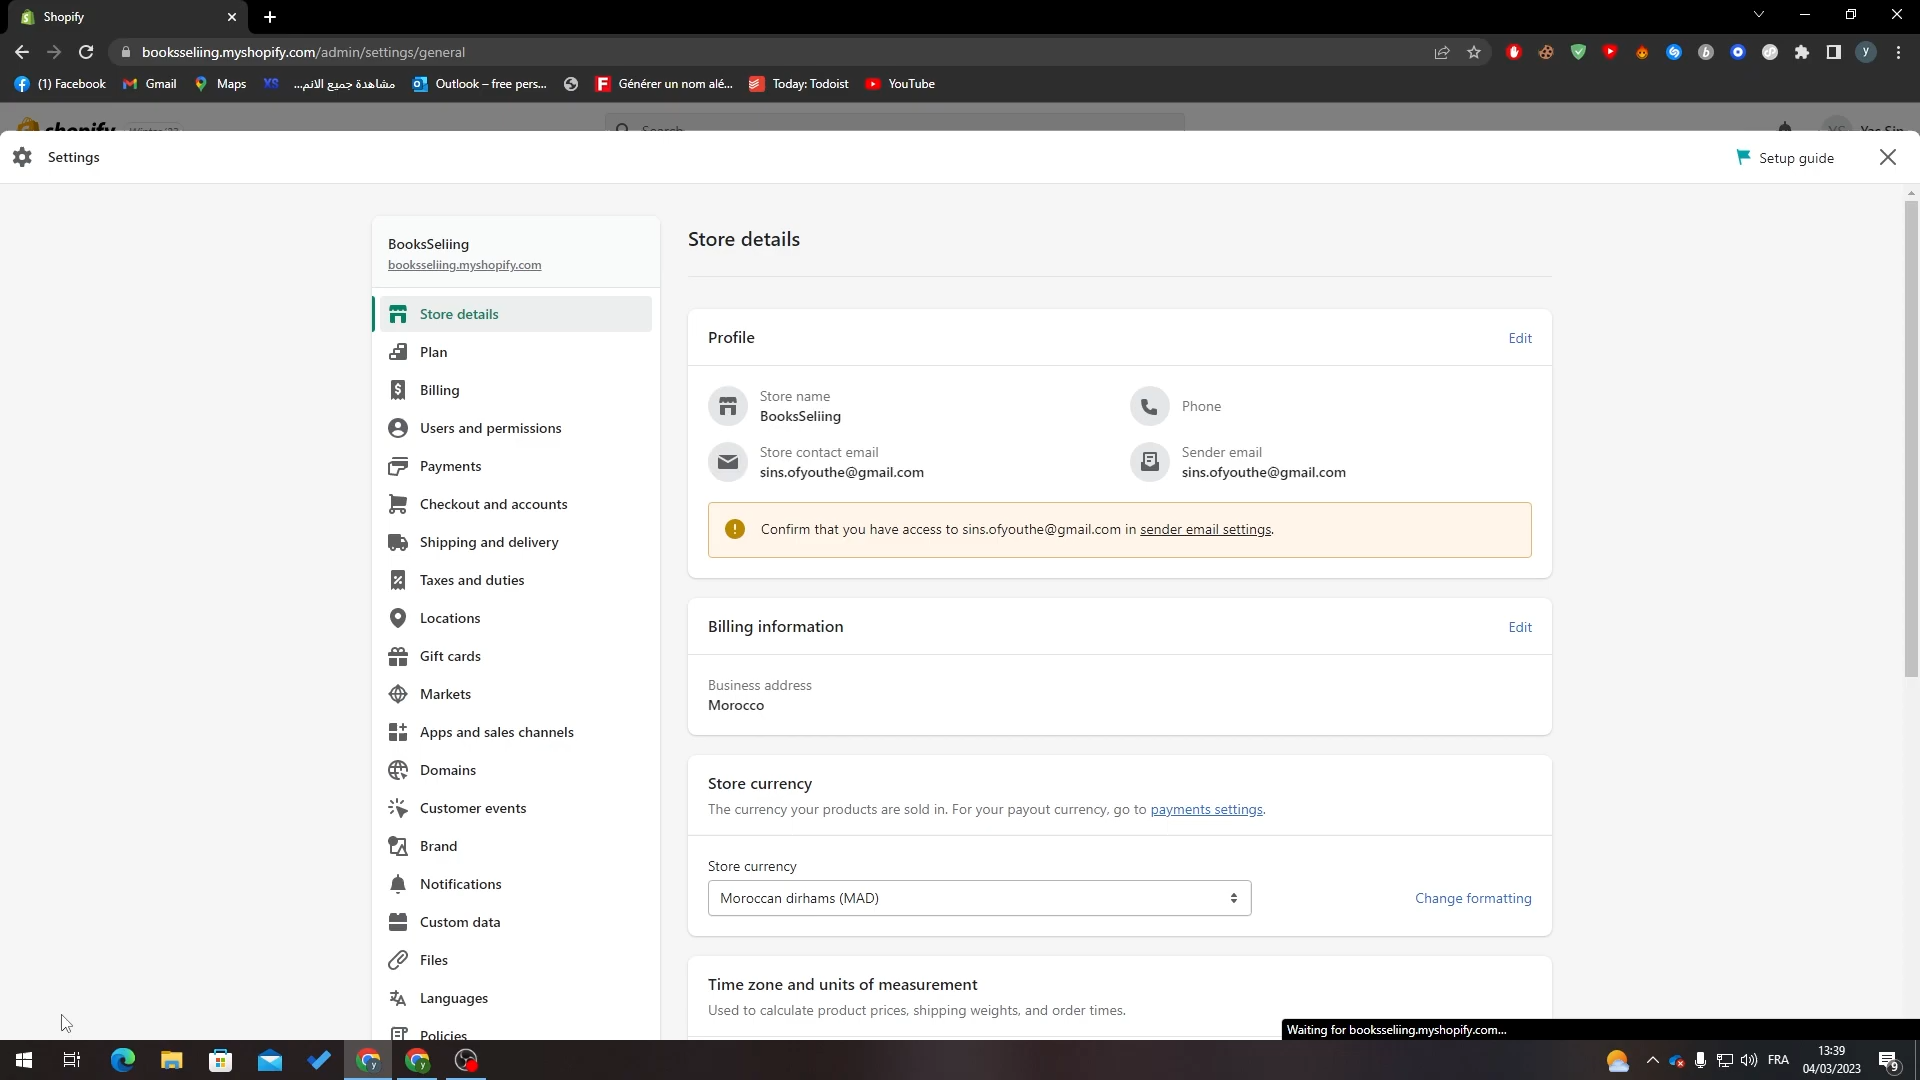 Shopify
booksseliing.myshopify.com/admin/settings/general
(1) Facebook
Gmail
Maps
XS
مشاهدة جميع الانم...
Outlook – free pers...
Générer un nom alé...
Today: Todoist
YouTube
shopify
Search
Settings
Setup guide
BooksSeliing
booksseliing.myshopify.com
Store details
Plan
Billing
Users and permissions
Payments
Checkout and accounts
Shipping and delivery
Taxes and duties
Locations
Gift cards
Markets
Apps and sales channels
Domains
Customer events
Brand
Notifications
Custom data
Files
Languages
Policies
Store details
Profile
Edit
Store name
BooksSeliing
Phone
Store contact email
sins.ofyouthe@gmail.com
Sender email
sins.ofyouthe@gmail.com
Confirm that you have access to sins.ofyouthe@gmail.com in sender email settings.
Billing information
Edit
Business address
Morocco
Store currency
The currency your products are sold in. For your payout currency, go to payments settings.
Store currency
Moroccan dirhams (MAD)
Change formatting
Time zone and units of measurement
Used to calculate product prices, shipping weights, and order times.
Waiting for booksseliing.myshopify.com...
FRA
13:39
04/03/2023
9